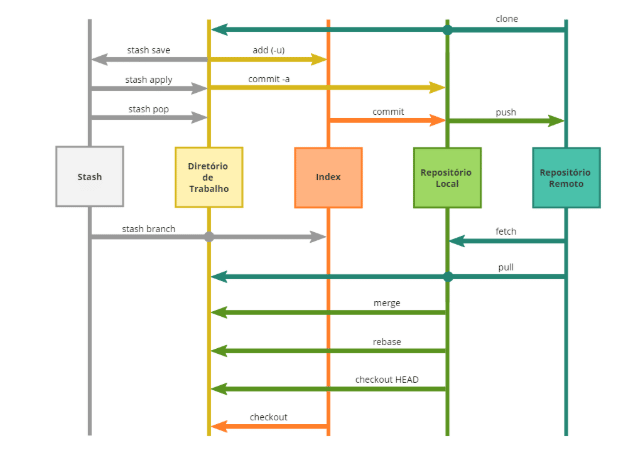 clone
stash save
add (-u)
stash apply
commit -a
stash pop
commit
push
Stash
Diretório
de
Trabalho
Index
Repositório
Local
Repositório
Remoto
stash branch
fetch
pull
merge
rebase
checkout HEAD
checkout